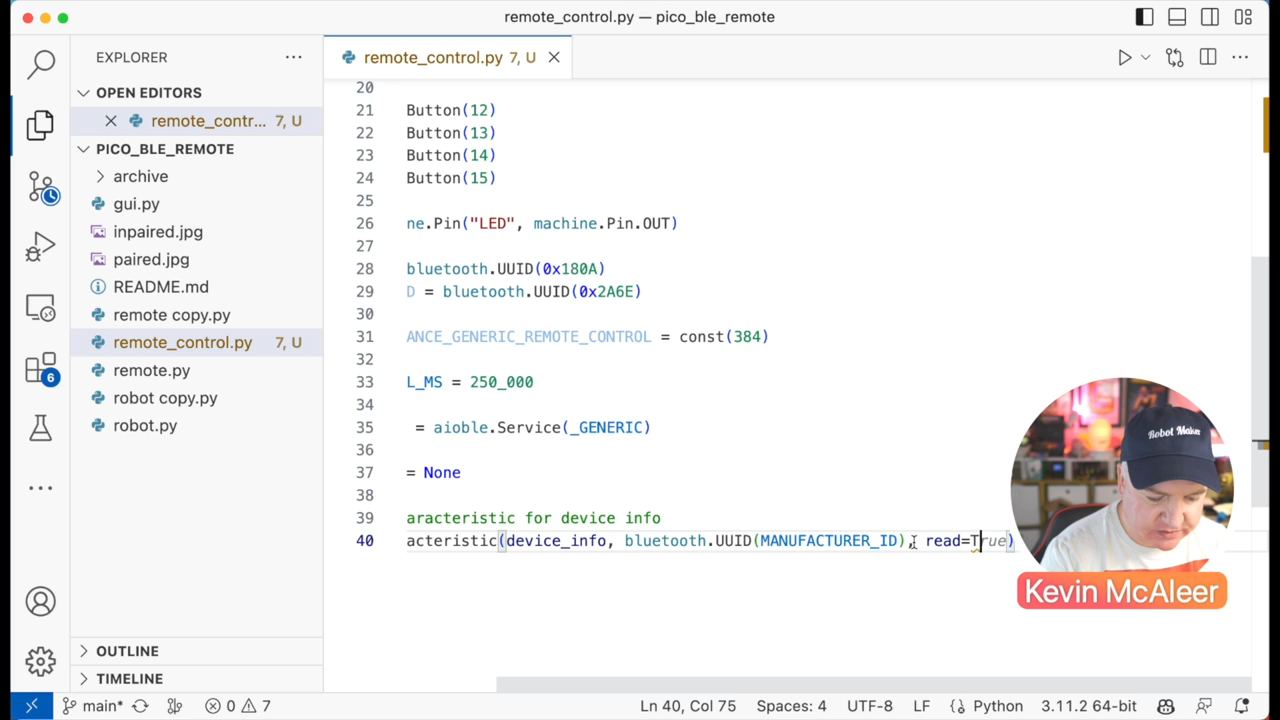 remote_control.py — pico_ble_remote
EXPLORER
remote_control.py 7, U
OPEN EDITORS
remote_contr... 7, U
PICO_BLE_REMOTE
archive
gui.py
inpaired.jpg
paired.jpg
README.md
remote copy.py
remote_control.py 7, U
remote.py
robot copy.py
robot.py
OUTLINE
TIMELINE
6
20
21 Button(12)
22 Button(13)
23 Button(14)
24 Button(15)
25
26 ne.Pin("LED", machine.Pin.OUT)
27
28 bluetooth.UUID(0x180A)
29 D = bluetooth.UUID(0x2A6E)
30
31 ANCE_GENERIC_REMOTE_CONTROL = const(384)
32
33 L_MS = 250_000
34
35 = aioble.Service(_GENERIC)
36
37 = None
38
39 aracteristic for device info
40 acteristic(device_info, bluetooth.UUID(MANUFACTURER_ID), read=True)
Robot Maker
Kevin McAleer
main* 0 7 Ln 40, Col 75 Spaces: 4 UTF-8 LF Python 3.11.2 64-bit